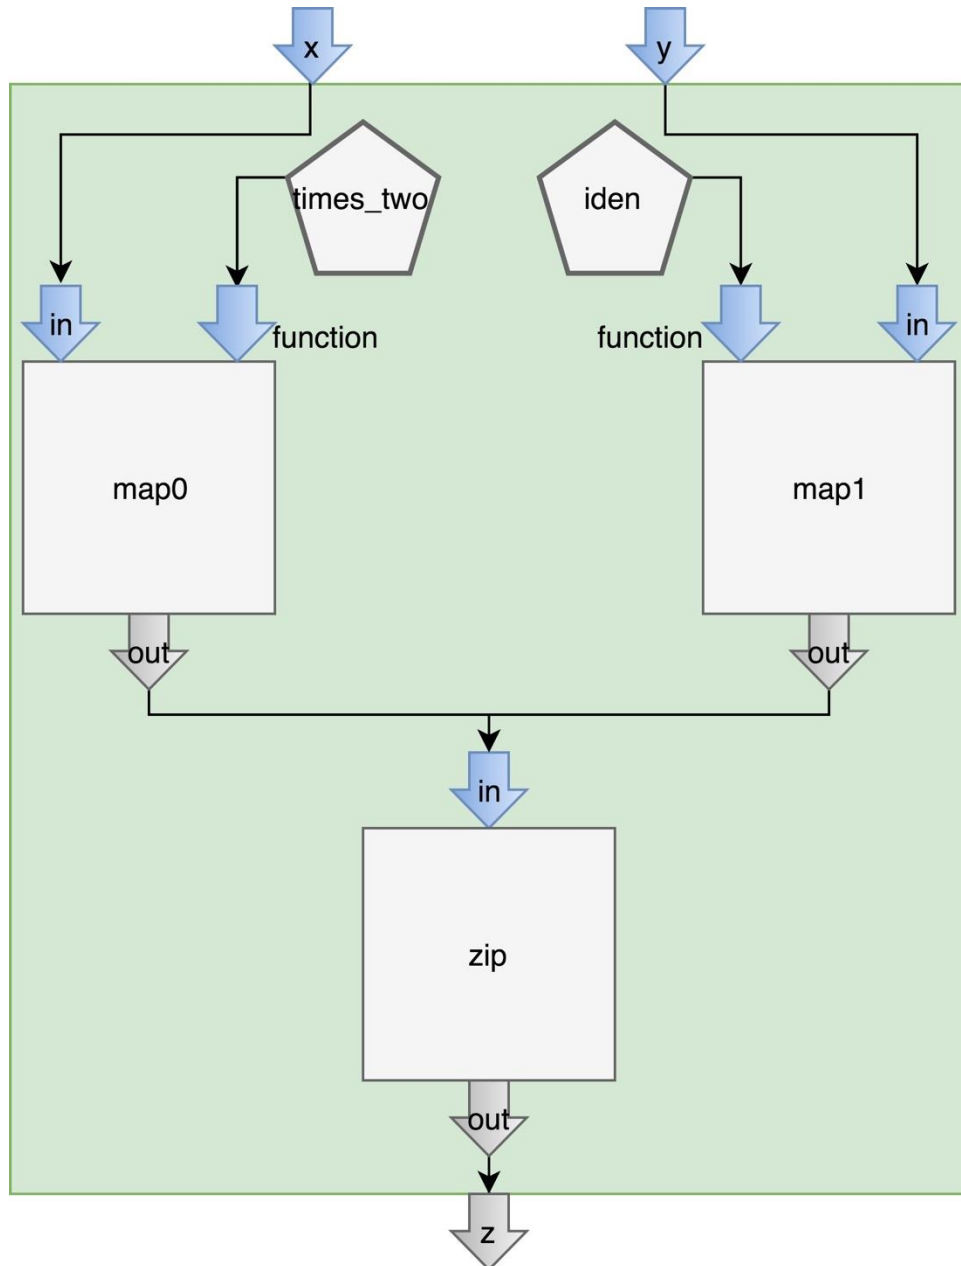 x
y
times_two
iden
in
function
function
in
map0
map1
out
out
in
zip
out
z